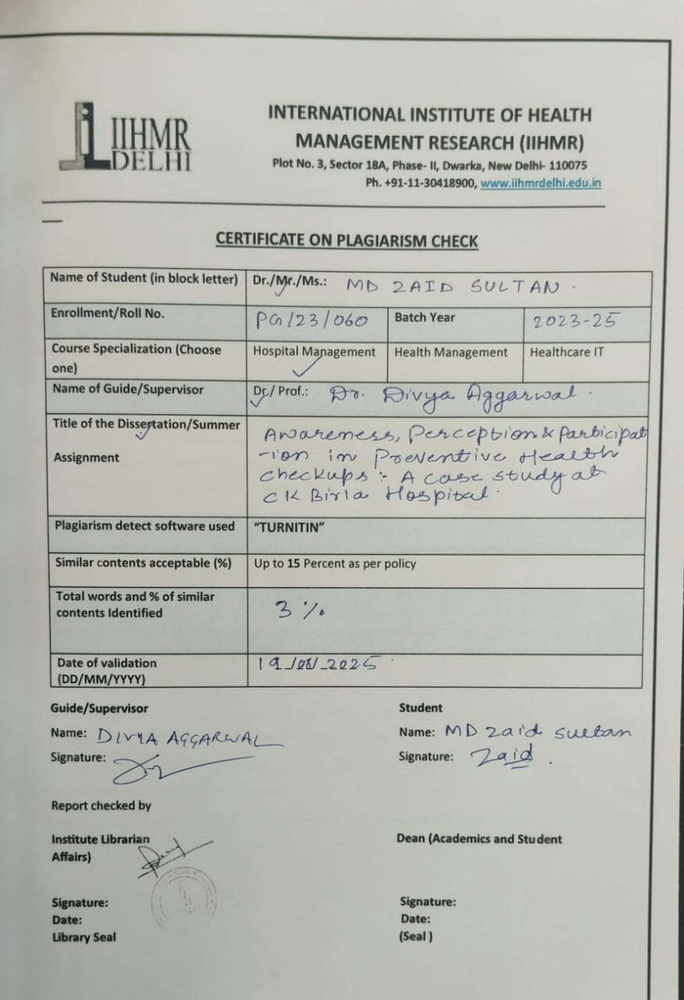 IIHMR
DELHI
INTERNATIONAL INSTITUTE OF HEALTH
MANAGEMENT RESEARCH (IIHMR)
Plot No. 3, Sector 18A, Phase- II, Dwarka, New Delhi- 110075
Ph. +91-11-30418900, www.iihmrdelhi.edu.in
CERTIFICATE ON PLAGIARISM CHECK
Name of Student (in block letter) Dr./Mr./Ms.: MD ZAID SULTAN.
Enrollment/Roll No. PG/23/060 Batch Year 2023-25
Course Specialization (Choose one) Hospital Management Health Management Healthcare IT
Name of Guide/Supervisor Dr./ Prof.: Dr. Divya Aggarwal.
Title of the Dissertation/Summer Assignment
Awareness, Perception & Participat
-ion in Preventive Health
checkups :- A case study at
CK Birla Hospital.
Plagiarism detect software used "TURNITIN"
Similar contents acceptable (%) Up to 15 Percent as per policy
Total words and % of similar contents Identified 3 %
Date of validation (DD/MM/YYYY) 19/06/2025
Guide/Supervisor Student
Name: DIVYA AGGARWAL Name: MD Zaid Sultan
Signature: Signature: Zaid.
Report checked by
Institute Librarian Dean (Academics and Student
Affairs)
Signature: Signature:
Date: Date:
Library Seal (Seal )